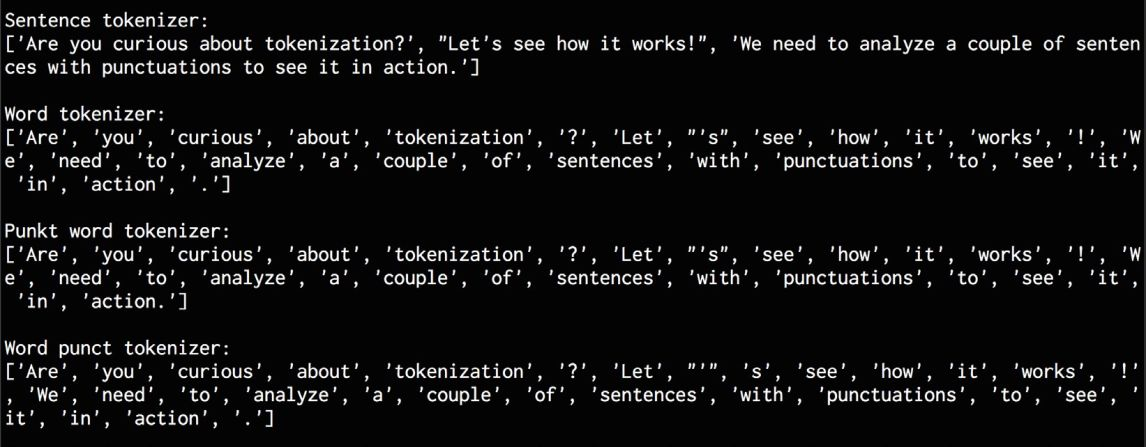 Sentence tokenizer:
['Are you curious about tokenization?', "Let's see how it works!", 'We need to analyze a couple of senten
ces with punctuations to see it in action.']
Word tokenizer:
['Are', 'you', 'curious', 'about', 'tokenization', '?', 'Let', "'s", 'see', 'how', 'it', 'works', '!', 'W
e', 'need', 'to', 'analyze', 'a', 'couple', 'of', 'sentences', 'with', 'punctuations', 'to', 'see', 'it',
 'in', 'action', '.']
Punkt word tokenizer:
['Are', 'you', 'curious', 'about', 'tokenization', '?', 'Let', "'s", 'see', 'how', 'it', 'works', '!', 'W
e', 'need', 'to', 'analyze', 'a', 'couple', 'of', 'sentences', 'with', 'punctuations', 'to', 'see', 'it',
 'in', 'action.']
Word punct tokenizer:
['Are', 'you', 'curious', 'about', 'tokenization', '?', 'Let', "'", 's', 'see', 'how', 'it', 'works', '!'
, 'We', 'need', 'to', 'analyze', 'a', 'couple', 'of', 'sentences', 'with', 'punctuations', 'to', 'see', '
it', 'in', 'action', '.']